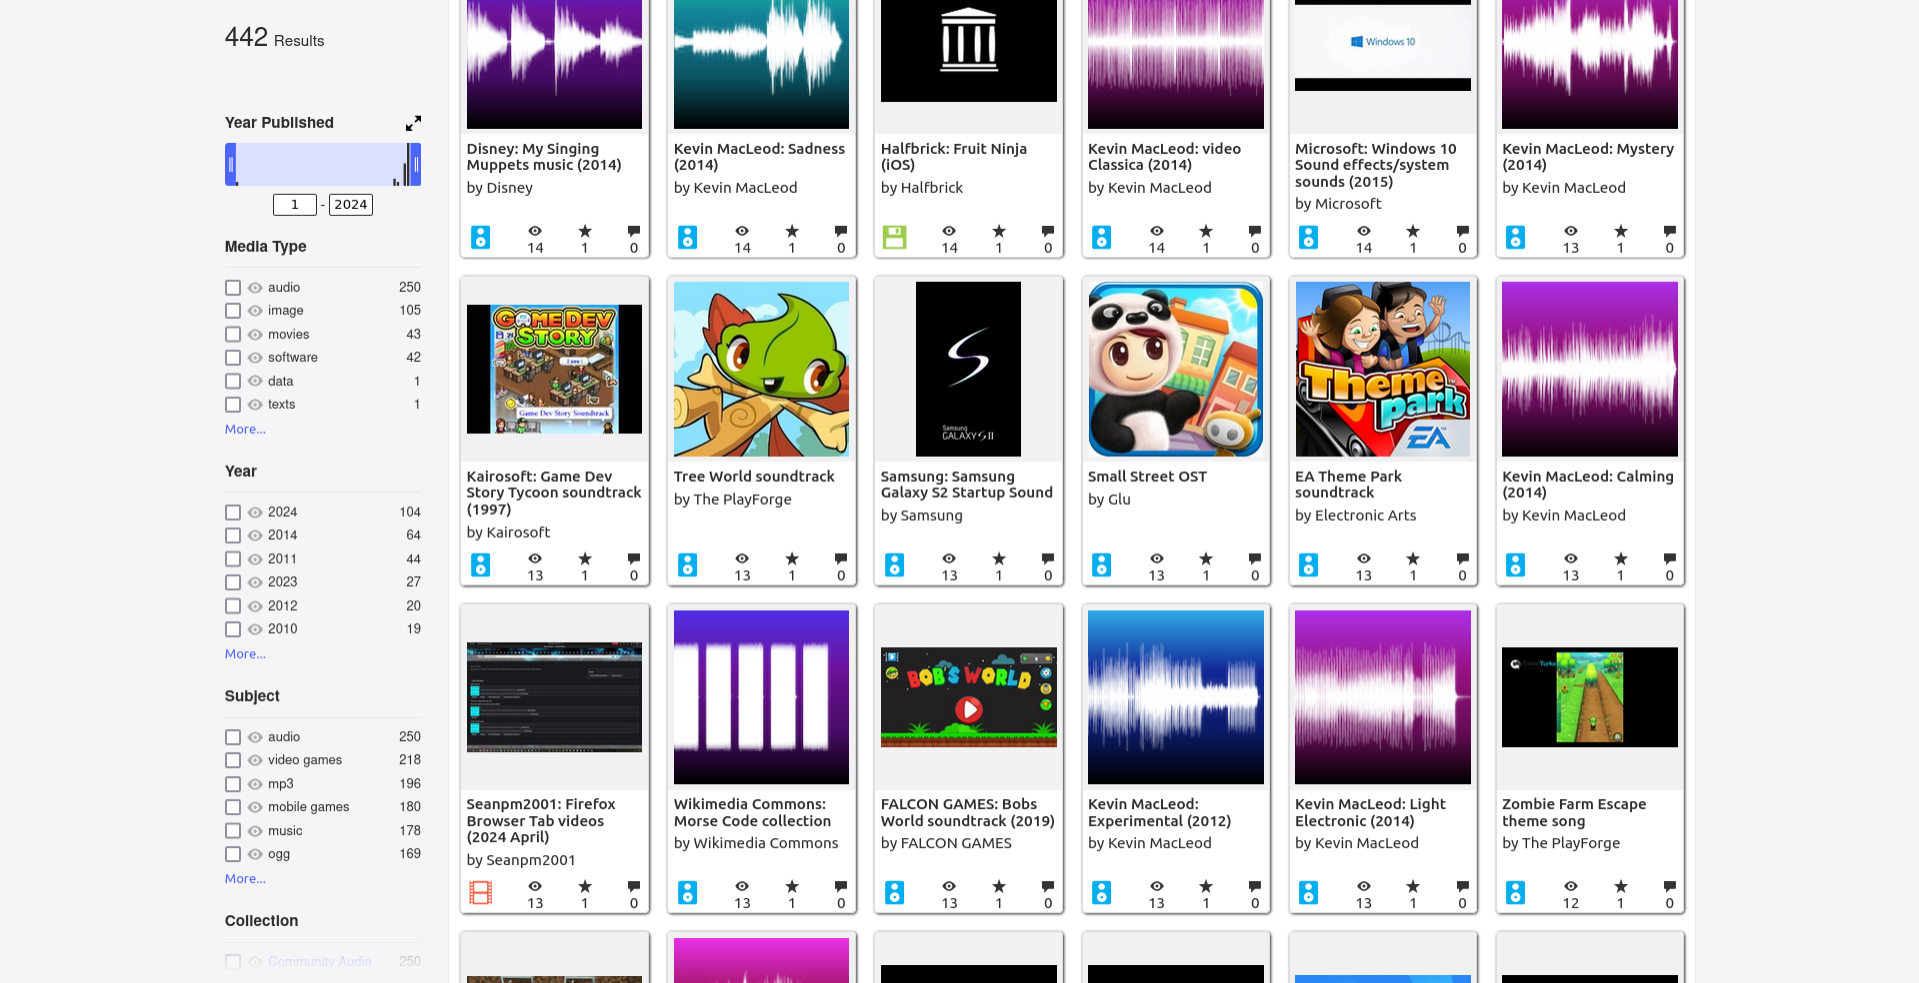 442 Results
Year Published
1 - 2024
Media Type
audio 250
image 105
movies 43
software 42
data 1
texts 1
More...
Year
2024 104
2014 64
2011 44
2023 27
2012 20
2010 19
More...
Subject
audio 250
video games 218
mp3 196
mobile games 180
music 178
ogg 169
More...
Collection
Community Audio 250
Disney: My Singing
Muppets music (2014)
by Disney
14 1 0
Kevin MacLeod: Sadness
(2014)
by Kevin MacLeod
14 1 0
Halfbrick: Fruit Ninja
(iOS)
by Halfbrick
14 1 0
Kevin MacLeod: video
Classica (2014)
by Kevin MacLeod
14 1 0
Windows 10
Microsoft: Windows 10
Sound effects/system
sounds (2015)
by Microsoft
14 1 0
Kevin MacLeod: Mystery
(2014)
by Kevin MacLeod
13 1 0
GAME DEV
STORY
Game Dev Story Soundtrack
Kairosoft: Game Dev
Story Tycoon soundtrack
(1997)
by Kairosoft
13 1 0
Tree World soundtrack
by The PlayForge
13 1 0
Samsung
GALAXY S II
Samsung: Samsung
Galaxy S2 Startup Sound
by Samsung
13 1 0
Small Street OST
by Glu
13 1 0
Theme
park
EA
EA Theme Park
soundtrack
by Electronic Arts
13 1 0
Kevin MacLeod: Calming
(2014)
by Kevin MacLeod
13 1 0
Seanpm2001: Firefox
Browser Tab videos
(2024 April)
by Seanpm2001
13 1 0
Wikimedia Commons:
Morse Code collection
by Wikimedia Commons
13 1 0
BOB'S WORLD
FALCON GAMES: Bobs
World soundtrack (2019)
by FALCON GAMES
13 1 0
Kevin MacLeod:
Experimental (2012)
by Kevin MacLeod
13 1 0
Kevin MacLeod: Light
Electronic (2014)
by Kevin MacLeod
13 1 0
Zombie Farm Escape
theme song
by The PlayForge
12 1 0